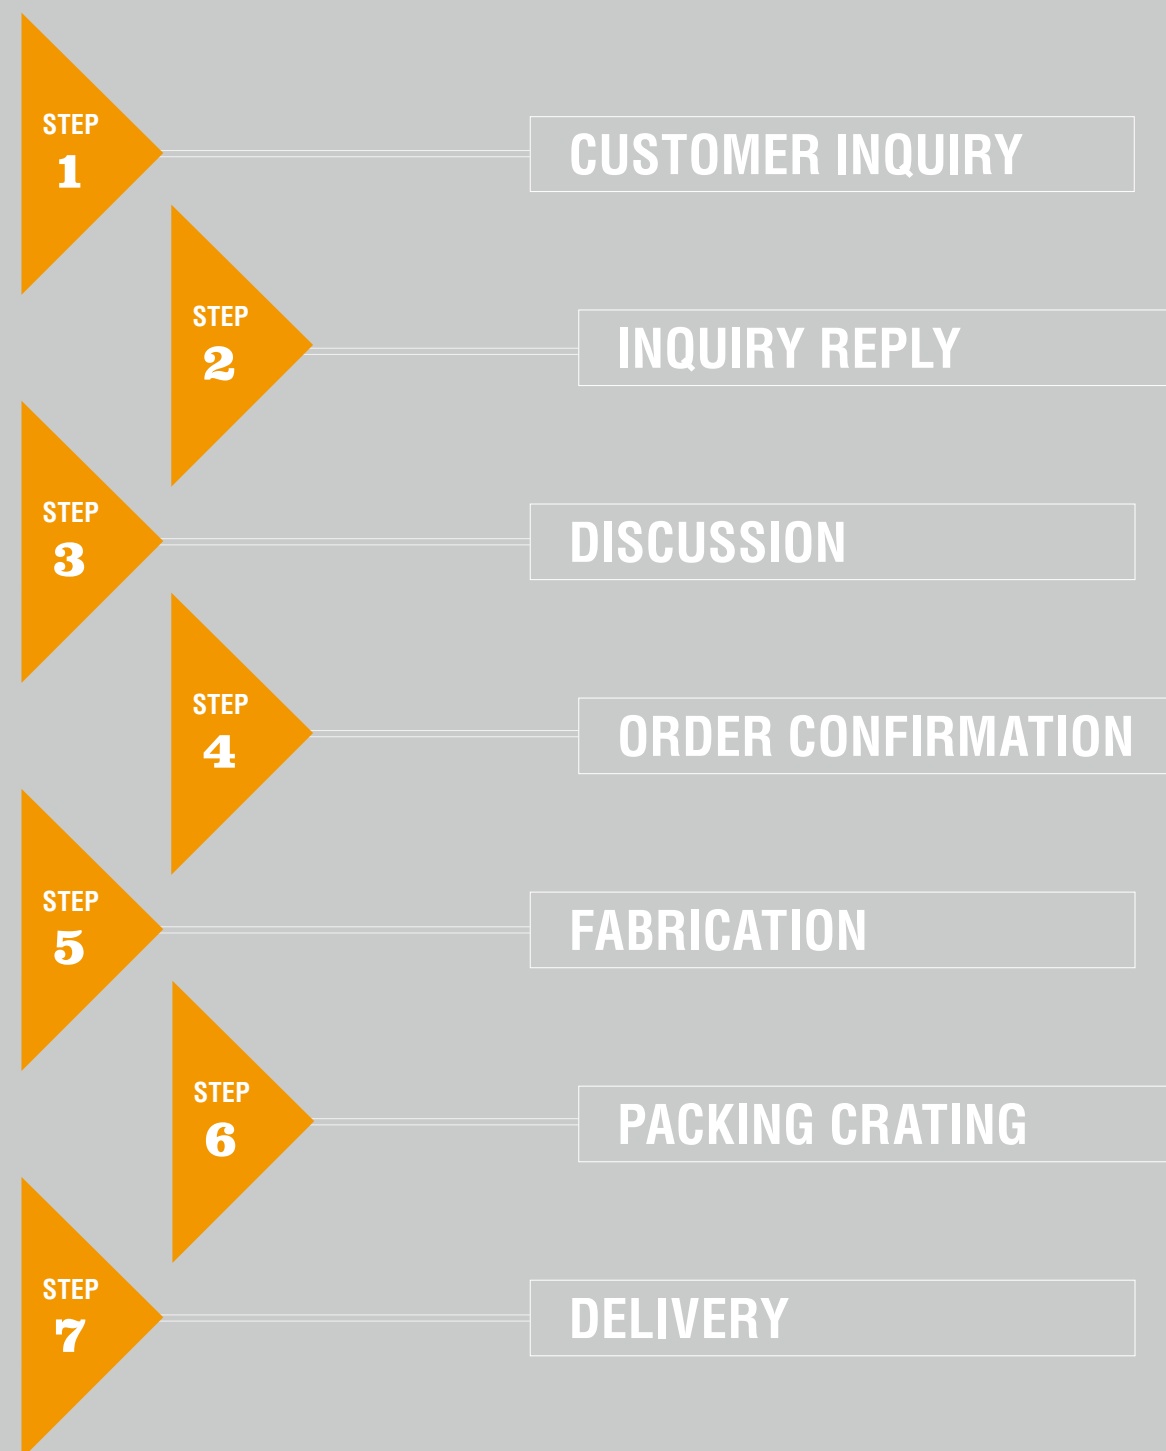 STEP
1
CUSTOMER INQUIRY
STEP
2
INQUIRY REPLY
STEP
3
DISCUSSION
STEP
4
ORDER CONFIRMATION
STEP
5
FABRICATION
STEP
6
PACKING CRATING
STEP
7
DELIVERY